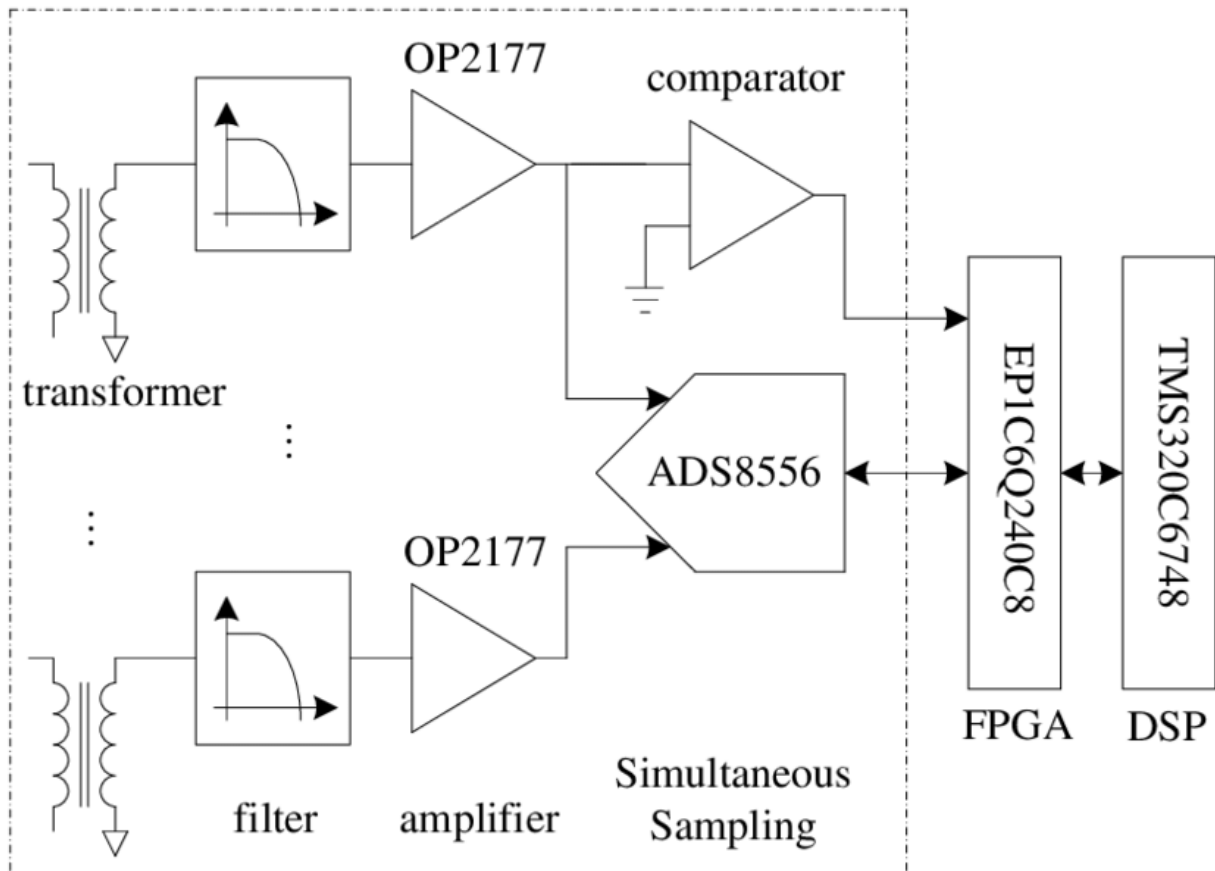 OP2177
comparator
transformer
EP1C6Q240C8
TMS320C6748
ADS8556
OP2177
FPGA
DSP
filter
amplifier
Simultaneous
Sampling